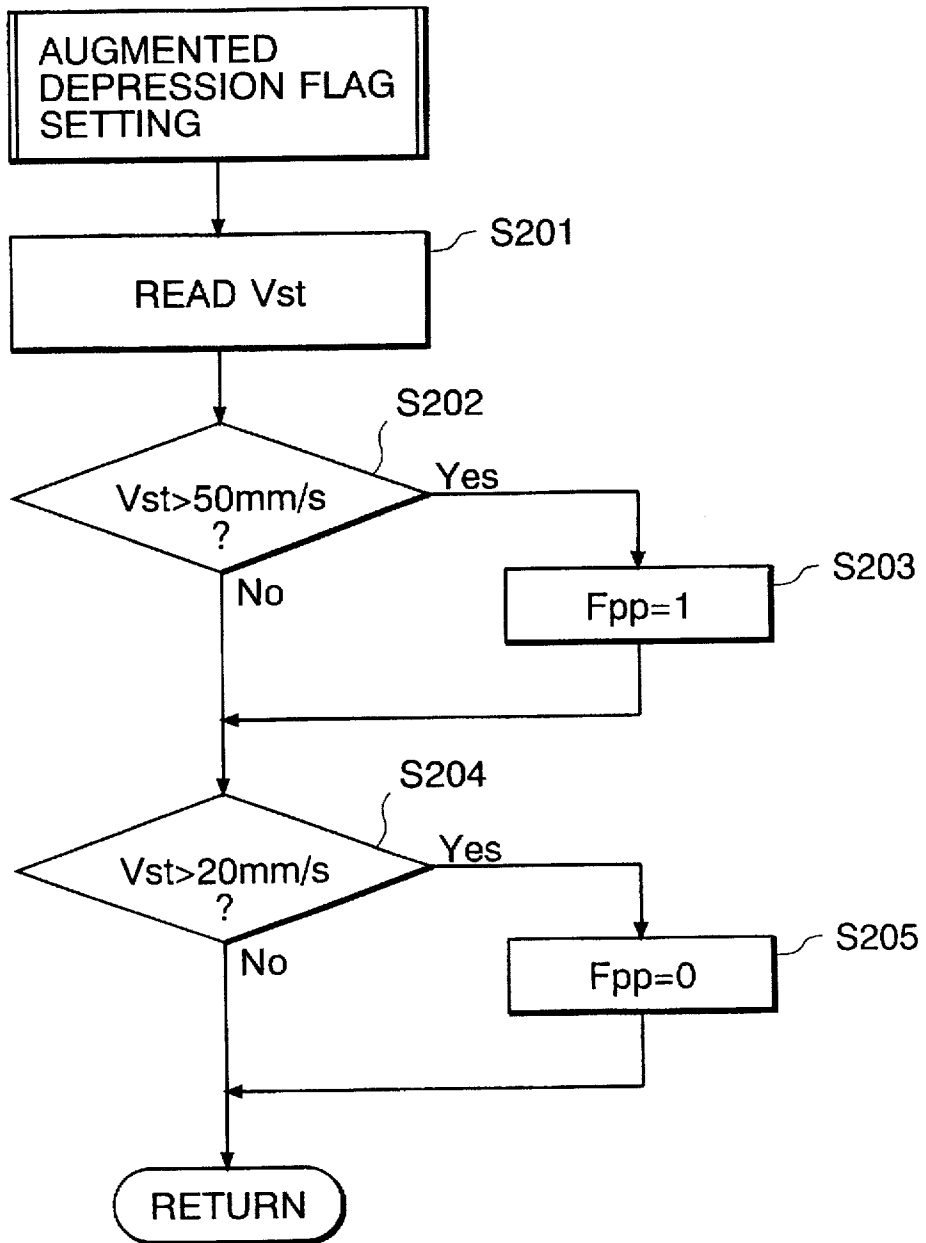 AUGMENTED
DEPRESSION FLAG
SETTING
S201
READ Vst
S202
Vst>50mm/s
?
Yes
No
S203
Fpp=1
S204
Vst>20mm/s
?
Yes
No
S205
Fpp=0
RETURN